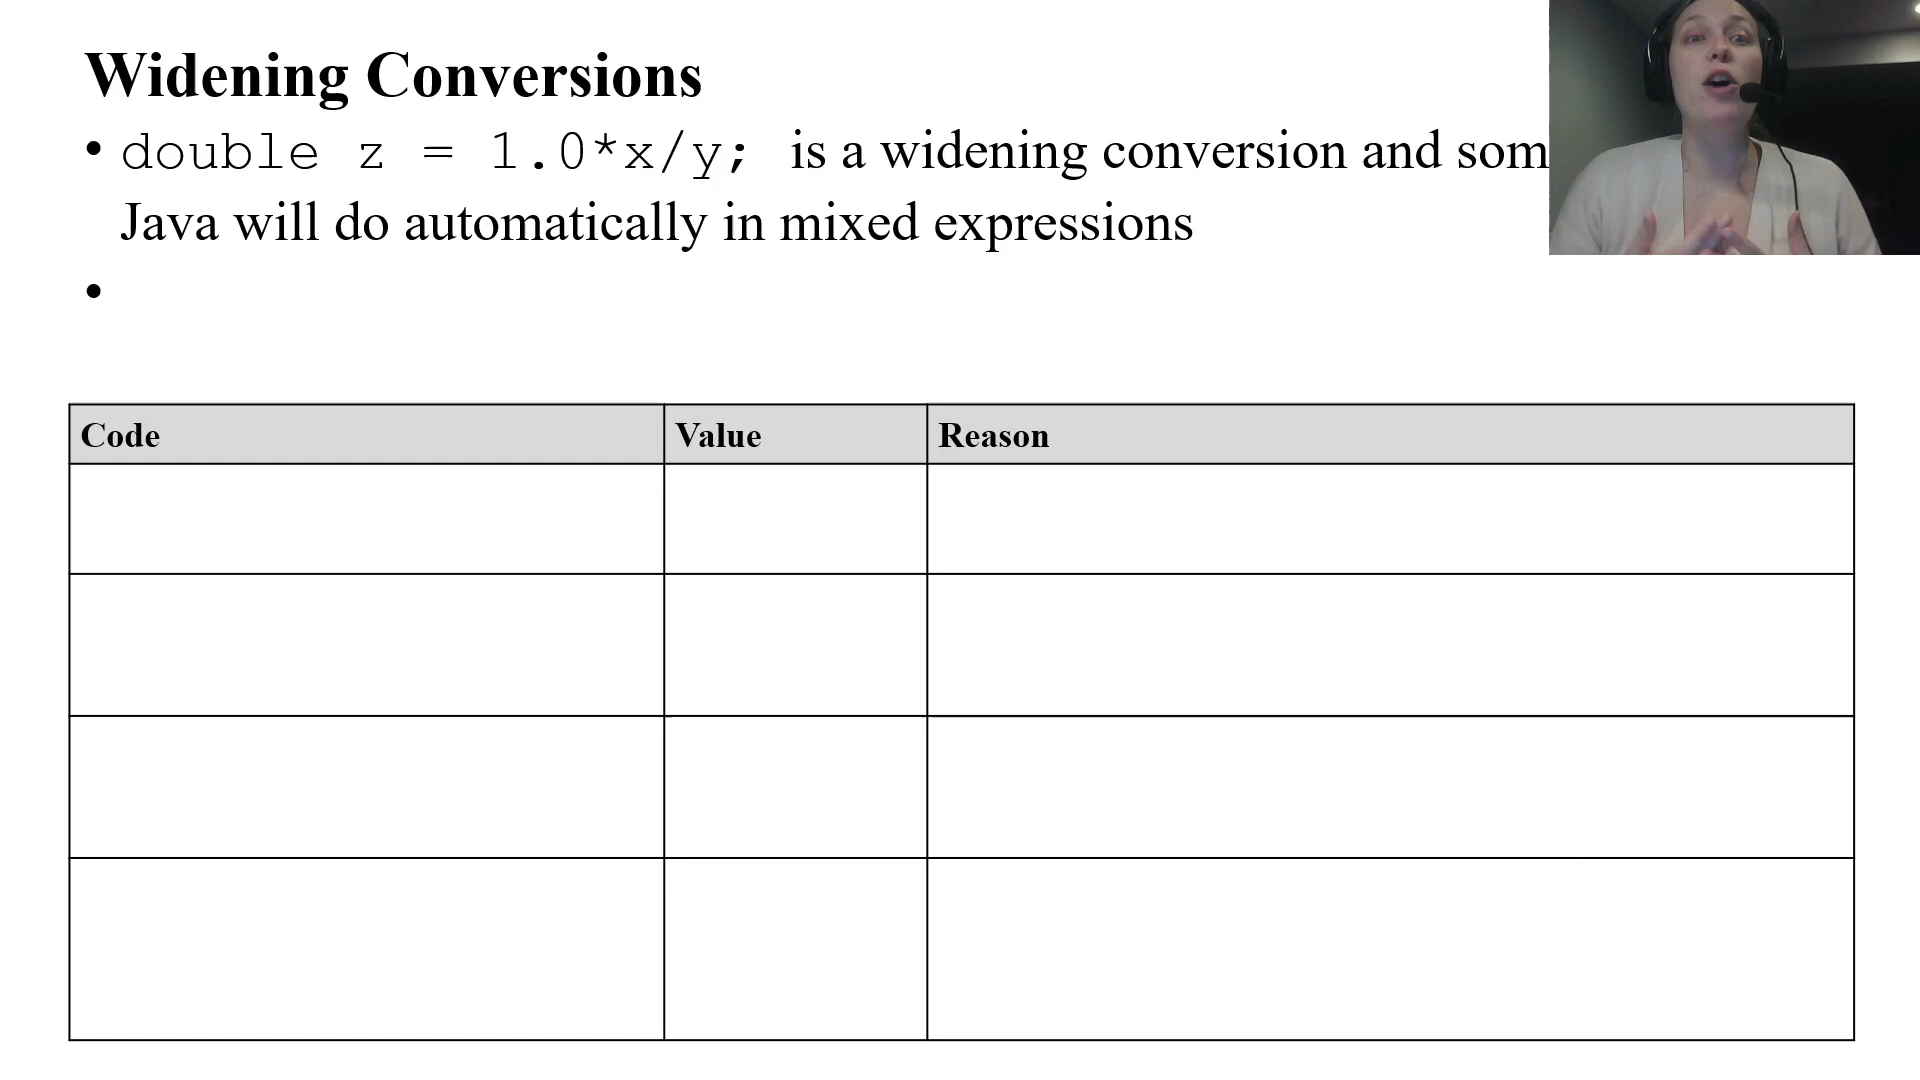 Widening Conversions
• double z = 1.0*x/y; is a widening conversion and som
Java will do automatically in mixed expressions
•
Code Value Reason